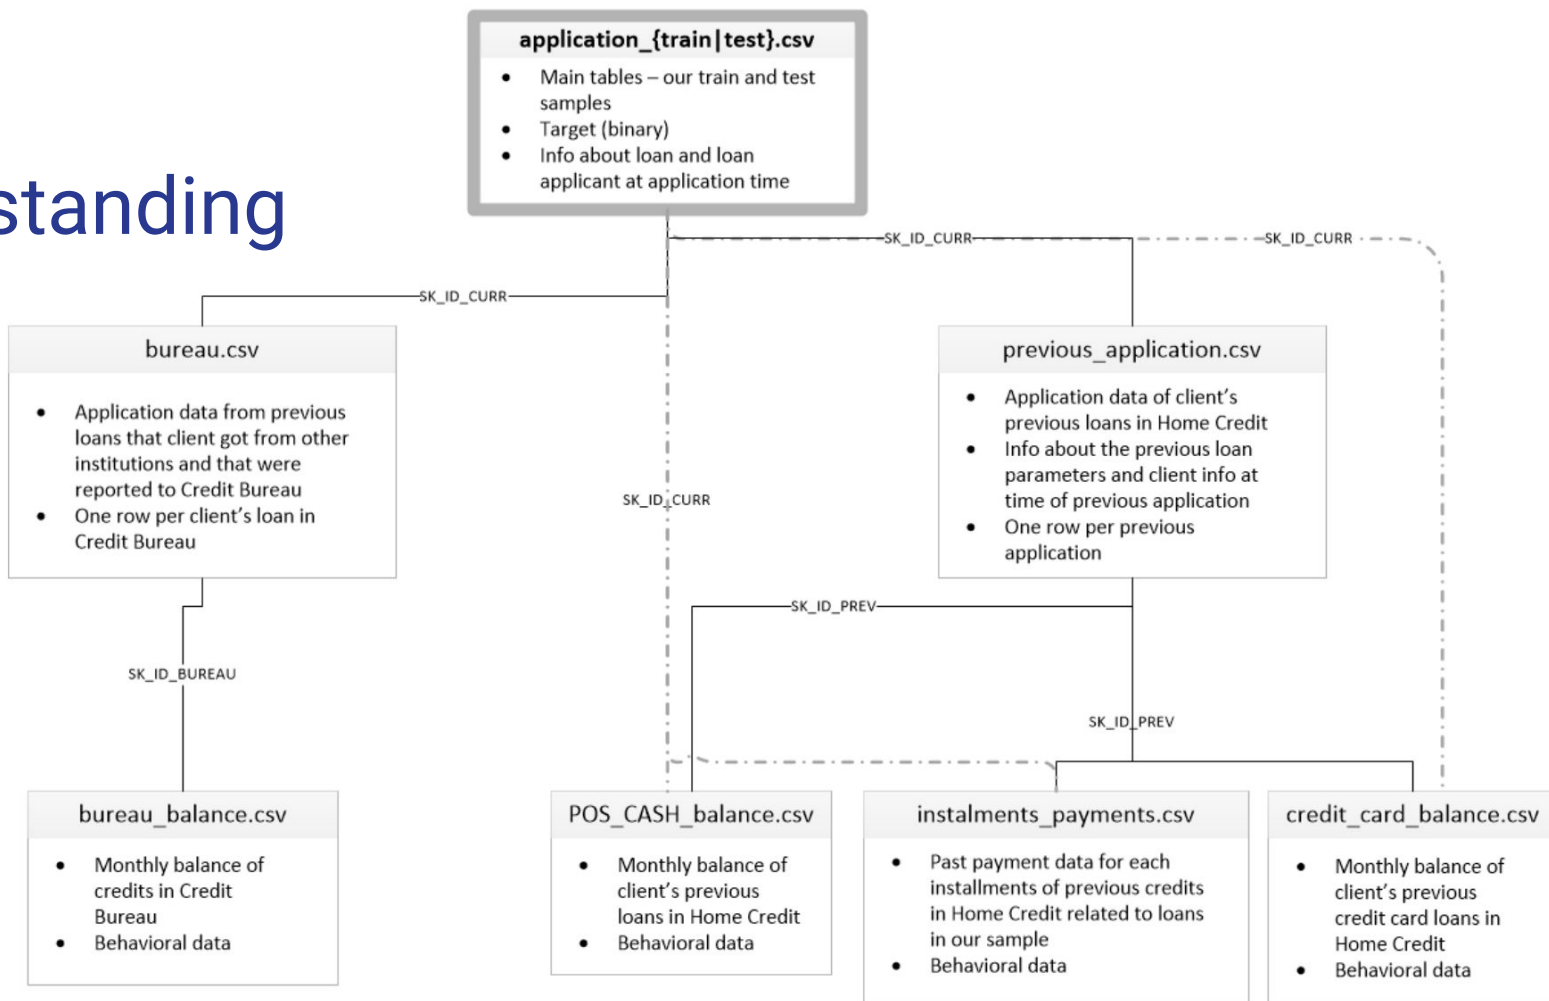 application_{train|test}.csv
• Main tables – our train and test
samples
• Target (binary)
• Info about loan and loan
applicant at application time
standing
SK_ID_CURR
SK_ID_CURR
SK_ID_CURR
bureau.csv
• Application data from previous
loans that client got from other
institutions and that were
reported to Credit Bureau
• One row per client's loan in
Credit Bureau
previous_application.csv
• Application data of client's
previous loans in Home Credit
• Info about the previous loan
parameters and client info at
time of previous application
• One row per previous
application
SK_ID_CURR
SK_ID_PREV
SK_ID_BUREAU
SK_ID_PREV
bureau_balance.csv
• Monthly balance of
credits in Credit
Bureau
• Behavioral data
POS_CASH_balance.csv
• Monthly balance of
client's previous
loans in Home Credit
• Behavioral data
instalments_payments.csv
• Past payment data for each
installments of previous credits
in Home Credit related to loans
in our sample
• Behavioral data
credit_card_balance.csv
• Monthly balance of
client's previous
credit card loans in
Home Credit
• Behavioral data